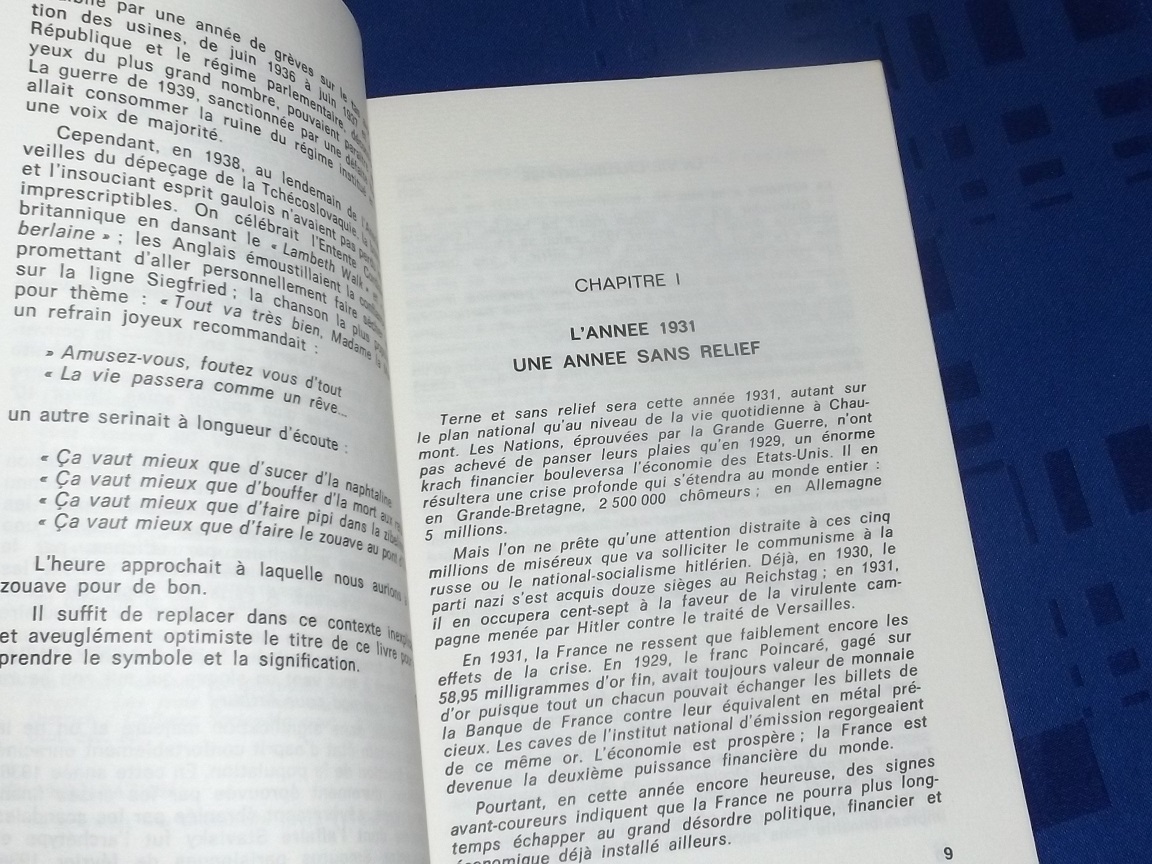 par une année de grèves sur le
tion des usines, de juin 1936 à juin 1937
République et le régime parlementaire,
yeux du plus grand nombre, pouvaient
La guerre de 1939, sanctionnée par une
allait consommer la ruine du régime institué
une voix de majorité.
Cependant, en 1938, au lendemain de
veilles du dépeçage de la Tchécoslovaquie, la
et l'insouciant esprit gaulois n'avaient pas
imprescriptibles. On célébrait l'Entente
britannique en dansant le « Lambeth Walk »
berlaine » ; les Anglais émoustillaient la
promettant d'aller personnellement faire
sur la ligne Siegfried ; la chanson la plus
pour thème : « Tout va très bien, Madame la
un refrain joyeux recommandait :
» Amusez-vous, foutez vous d'tout
« La vie passera comme un rêve...
un autre serinait à longueur d'écoute :
« Ça vaut mieux que d'sucer d'la naphtaline
« Ça vaut mieux que d'bouffer d'la mort aux
« Ça vaut mieux que d'faire pipi dans la
« Ça vaut mieux que d'faire le zouave au pont
L'heure approchait à laquelle nous aurions
zouave pour de bon.
Il suffit de replacer dans ce contexte
et aveuglément optimiste le titre de ce livre
prendre le symbole et la signification.
CHAPITRE I
L'ANNEE 1931
UNE ANNEE SANS RELIEF
Terne et sans relief sera cette année 1931, autant sur
le plan national qu'au niveau de la vie quotidienne à Chau-
mont. Les Nations, éprouvées par la Grande Guerre, n'ont
pas achevé de panser leurs plaies qu'en 1929, un énorme
krach financier bouleversa l'économie des Etats-Unis. Il en
résultera une crise profonde qui s'étendra au monde entier :
en Grande-Bretagne, 2 500 000 chômeurs ; en Allemagne
5 millions.
Mais l'on ne prête qu'une attention distraite à ces cinq
millions de miséreux que va solliciter le communisme à la
russe ou le national-socialisme hitlérien. Déjà, en 1930, le
parti nazi s'est acquis douze sièges au Reichstag ; en 1931,
il en occupera cent-sept à la faveur de la virulente cam-
pagne menée par Hitler contre le traité de Versailles.
En 1931, la France ne ressent que faiblement encore les
effets de la crise. En 1929, le franc Poincaré, gagé sur
58,95 milligrammes d'or fin, avait toujours valeur de monnaie
d'or puisque tout un chacun pouvait échanger les billets de
la Banque de France contre leur équivalent en métal pré-
cieux. Les caves de l'institut national d'émission regorgeaient
de ce même or. L'économie est prospère ; la France est
devenue la deuxième puissance financière du monde.
Pourtant, en cette année encore heureuse, des signes
avant-coureurs indiquent que la France ne pourra plus long-
temps échapper au grand désordre politique, financier et
économique déjà installé ailleurs.
9